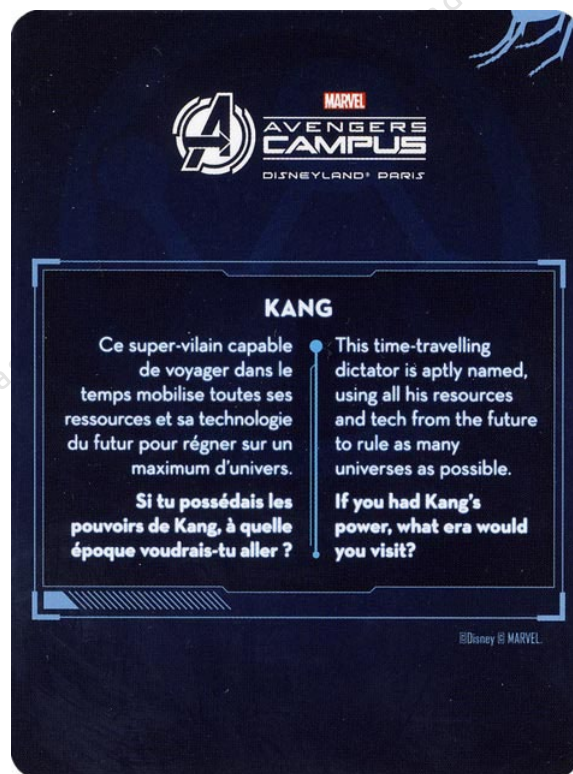 MARVEL
AVENGERS
CAMPUS
DISNEYLAND® PARIS
KANG
Ce super-vilain capable
de voyager dans le
temps mobilise toutes ses
ressources et sa technologie
du futur pour régner sur un
maximum d'univers.
Si tu possédais les
pouvoirs de Kang, à quelle
époque voudrais-tu aller ?
This time-travelling
dictator is aptly named,
using all his resources
and tech from the future
to rule as many
universes as possible.
If you had Kang's
power, what era would
you visit?
©Disney © MARVEL.